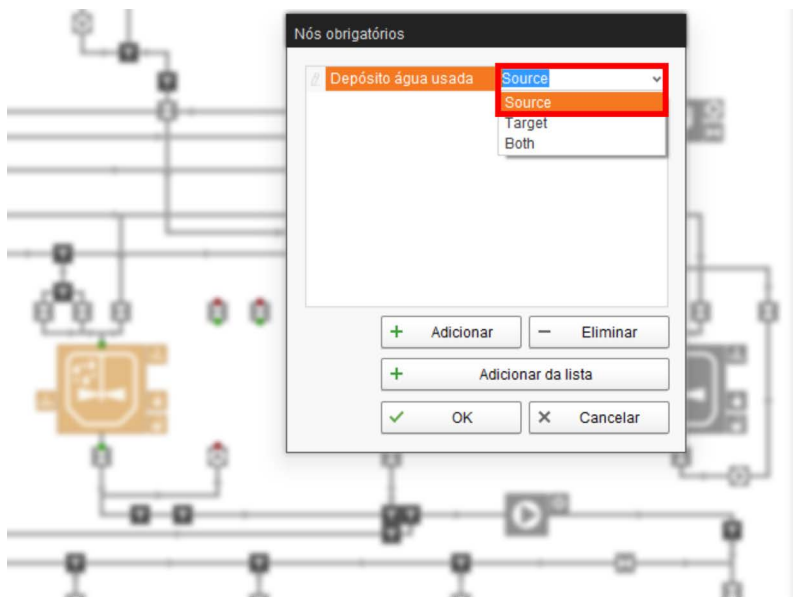 Nós obrigatórios
Depósito água usada Source
Source
Target
Both
+ Adicionar
− Eliminar
+ Adicionar da lista
OK
Cancelar